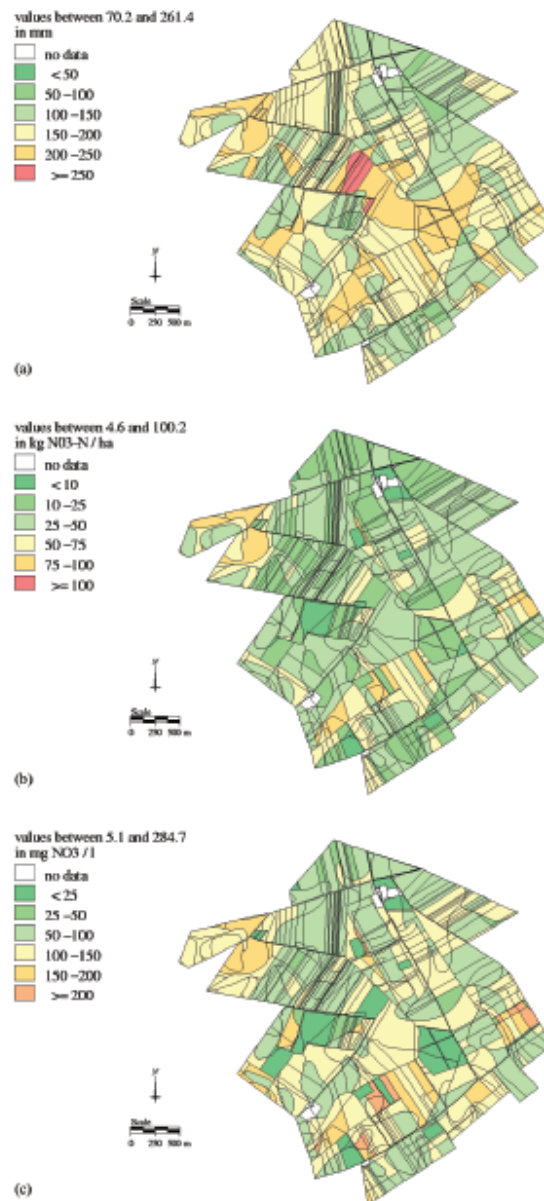 values between 70.2 and 261.4
in mm
no data
< 50
50 –100
100 –150
150 –200
200 –250
>= 250
Scale
0 250 500 m
(a)
values between 4.6 and 100.2
in kg N03-N / ha
no data
< 10
10 –25
25 –50
50 –75
75 –100
>= 100
Scale
0 250 500 m
(b)
values between 5.1 and 284.7
in mg NO3 / l
no data
< 25
25 –50
50 –100
100 –150
150 –200
>= 200
Scale
0 250 500 m
(c)